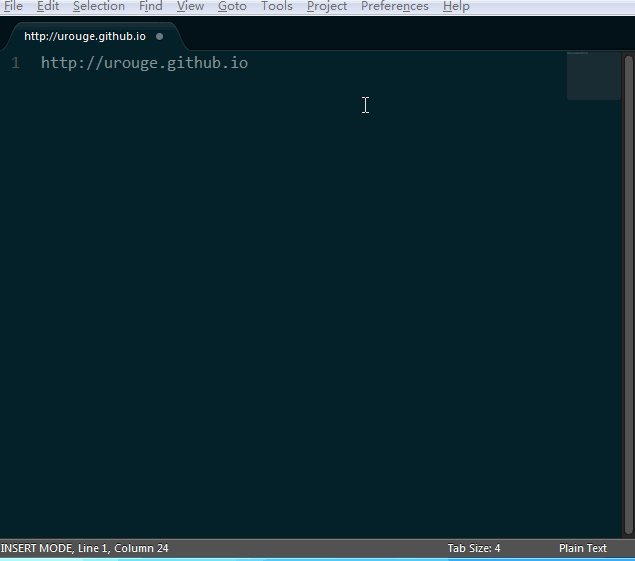 File Edit Selection Find View Goto Tools Project Preferences Help
http://urouge.github.io
1 http://urouge.github.io
INSERT MODE, Line 1, Column 24 Tab Size: 4 Plain Text